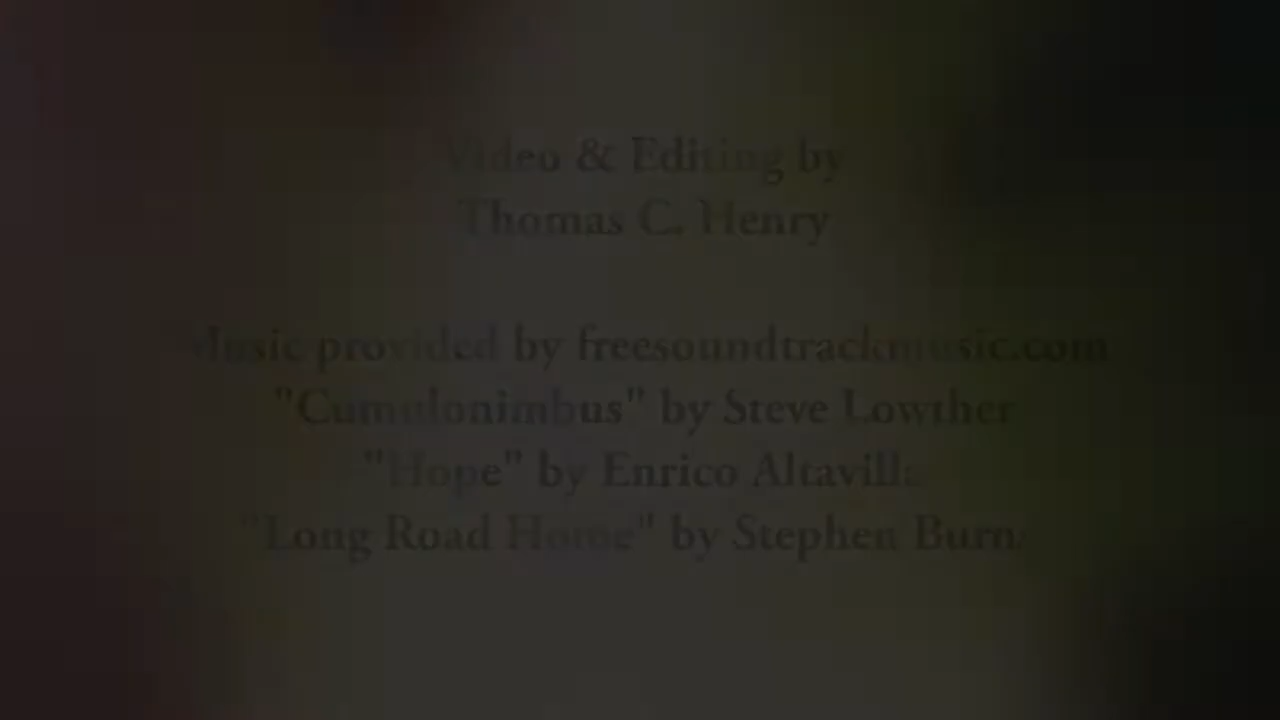 Video & Editing by
Thomas C. Henry
Music provided by freesoundtrackmusic.com
"Cumulonimbus" by Steve Lowther
"Hope" by Enrico Altavilla
"Long Road Home" by Stephen Burns